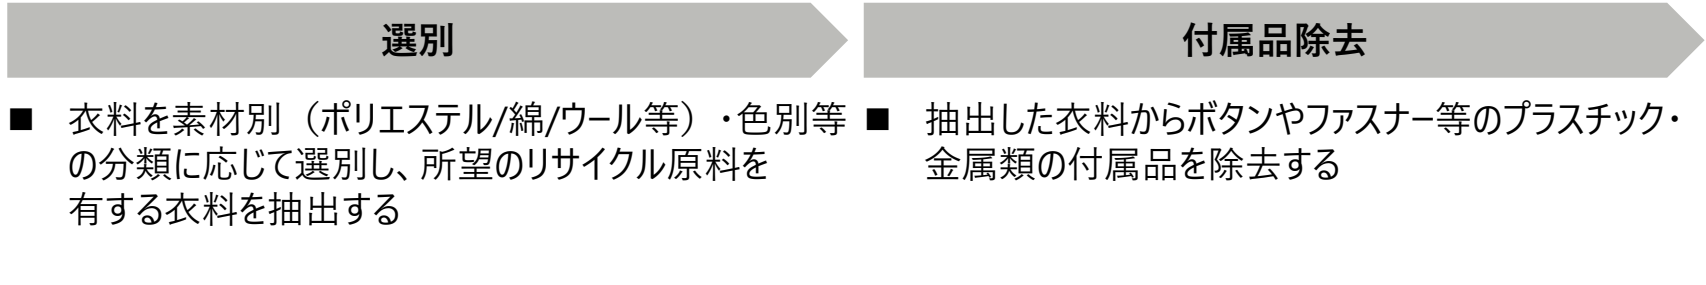 選別
■ 衣料を素材別（ポリエステル/綿/ウール等）・色別等
の分類に応じて選別し、所望のリサイクル原料を
有する衣料を抽出する
付属品除去
■ 抽出した衣料からボタンやファスナー等のプラスチック・
金属類の付属品を除去する